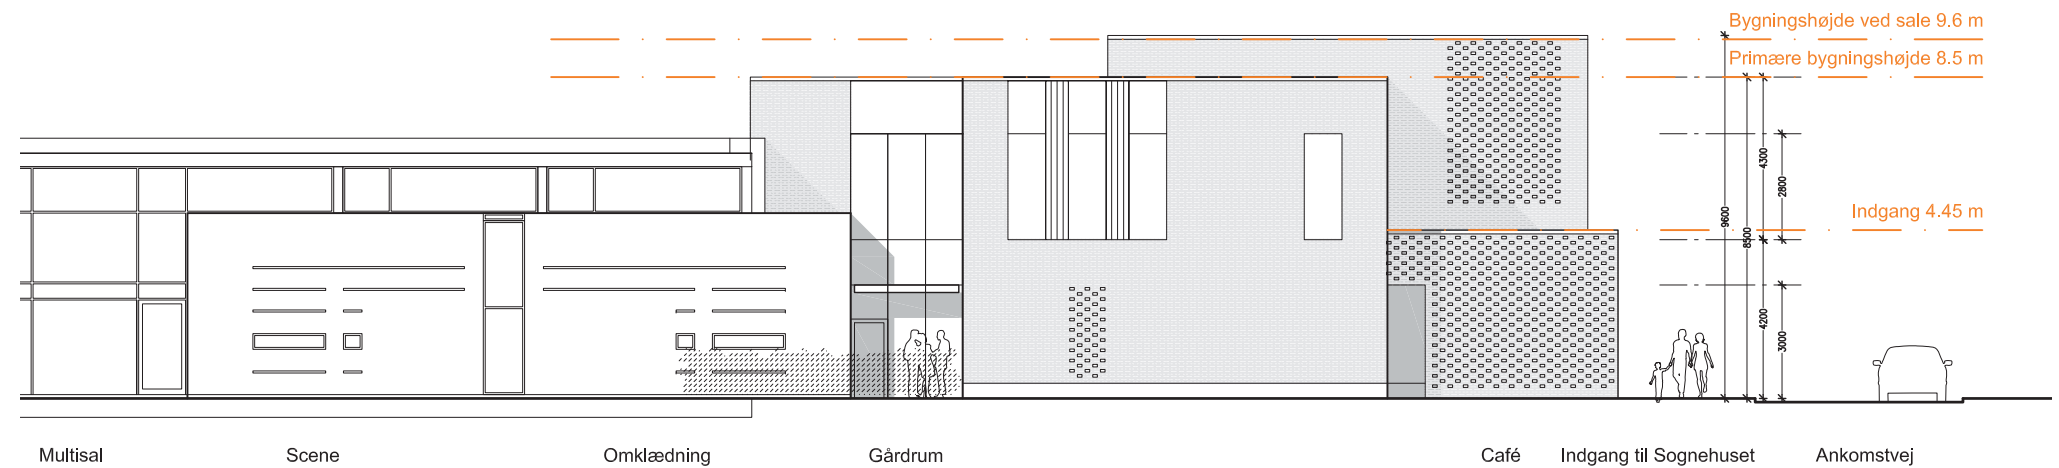 Bygningshøjde ved sale 9.6 m
Primære bygningshøjde 8.5 m
Indgang 4.45 m
9600
8500
4300
2800
4200
3000
Multisal
Scene
Omklædning
Gårdrum
Café
Indgang til Sognehuset
Ankomstvej